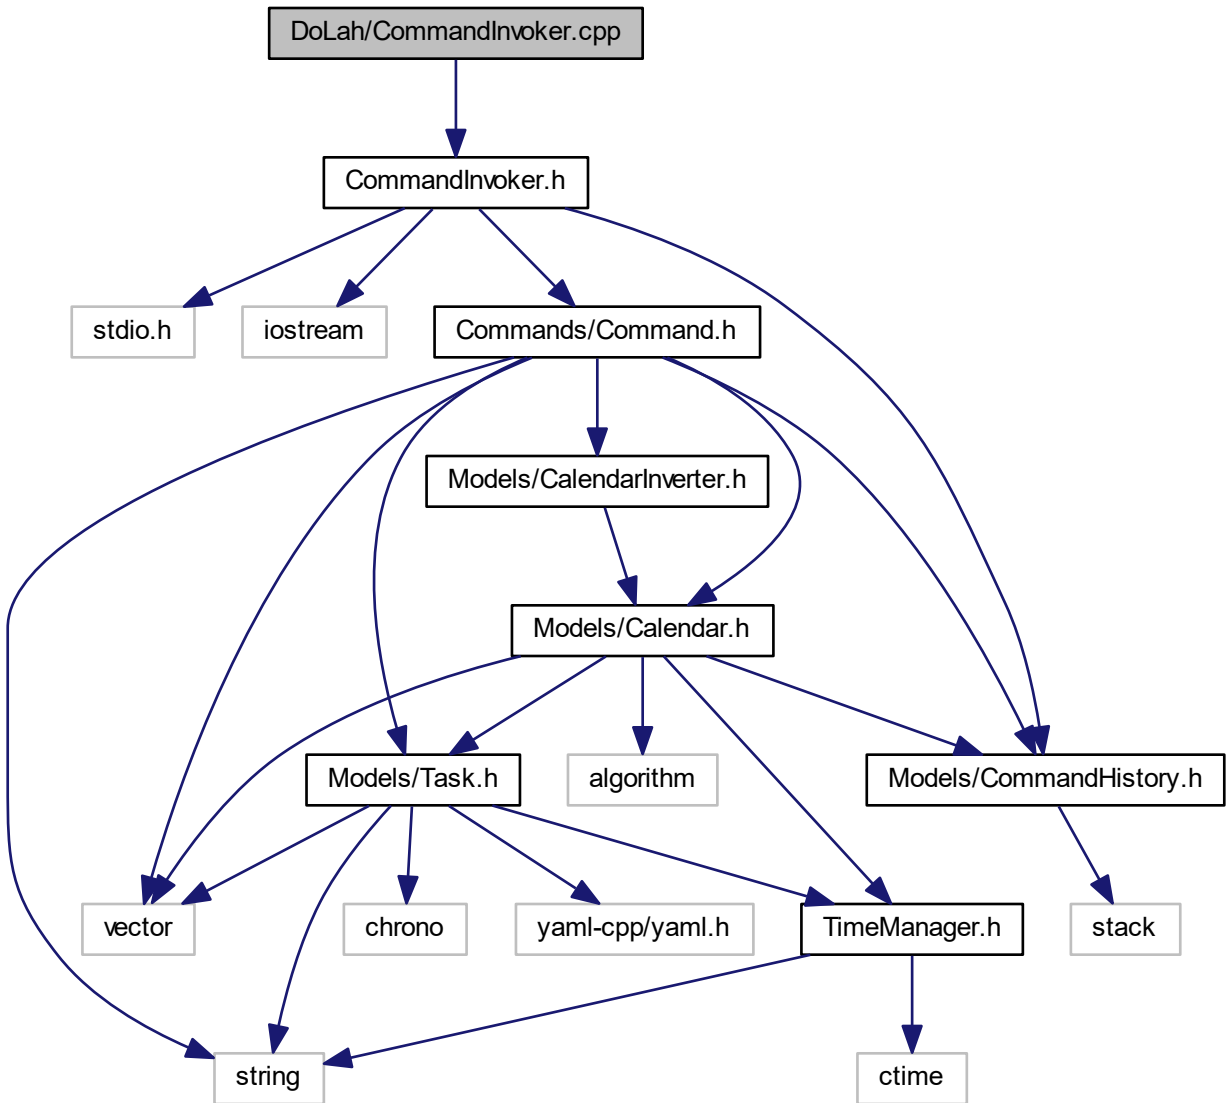 DoLah/CommandInvoker.cpp
CommandInvoker.h
stdio.h
iostream
Commands/Command.h
Models/CalendarInverter.h
Models/Calendar.h
Models/Task.h
algorithm
Models/CommandHistory.h
vector
chrono
yaml-cpp/yaml.h
TimeManager.h
stack
string
ctime